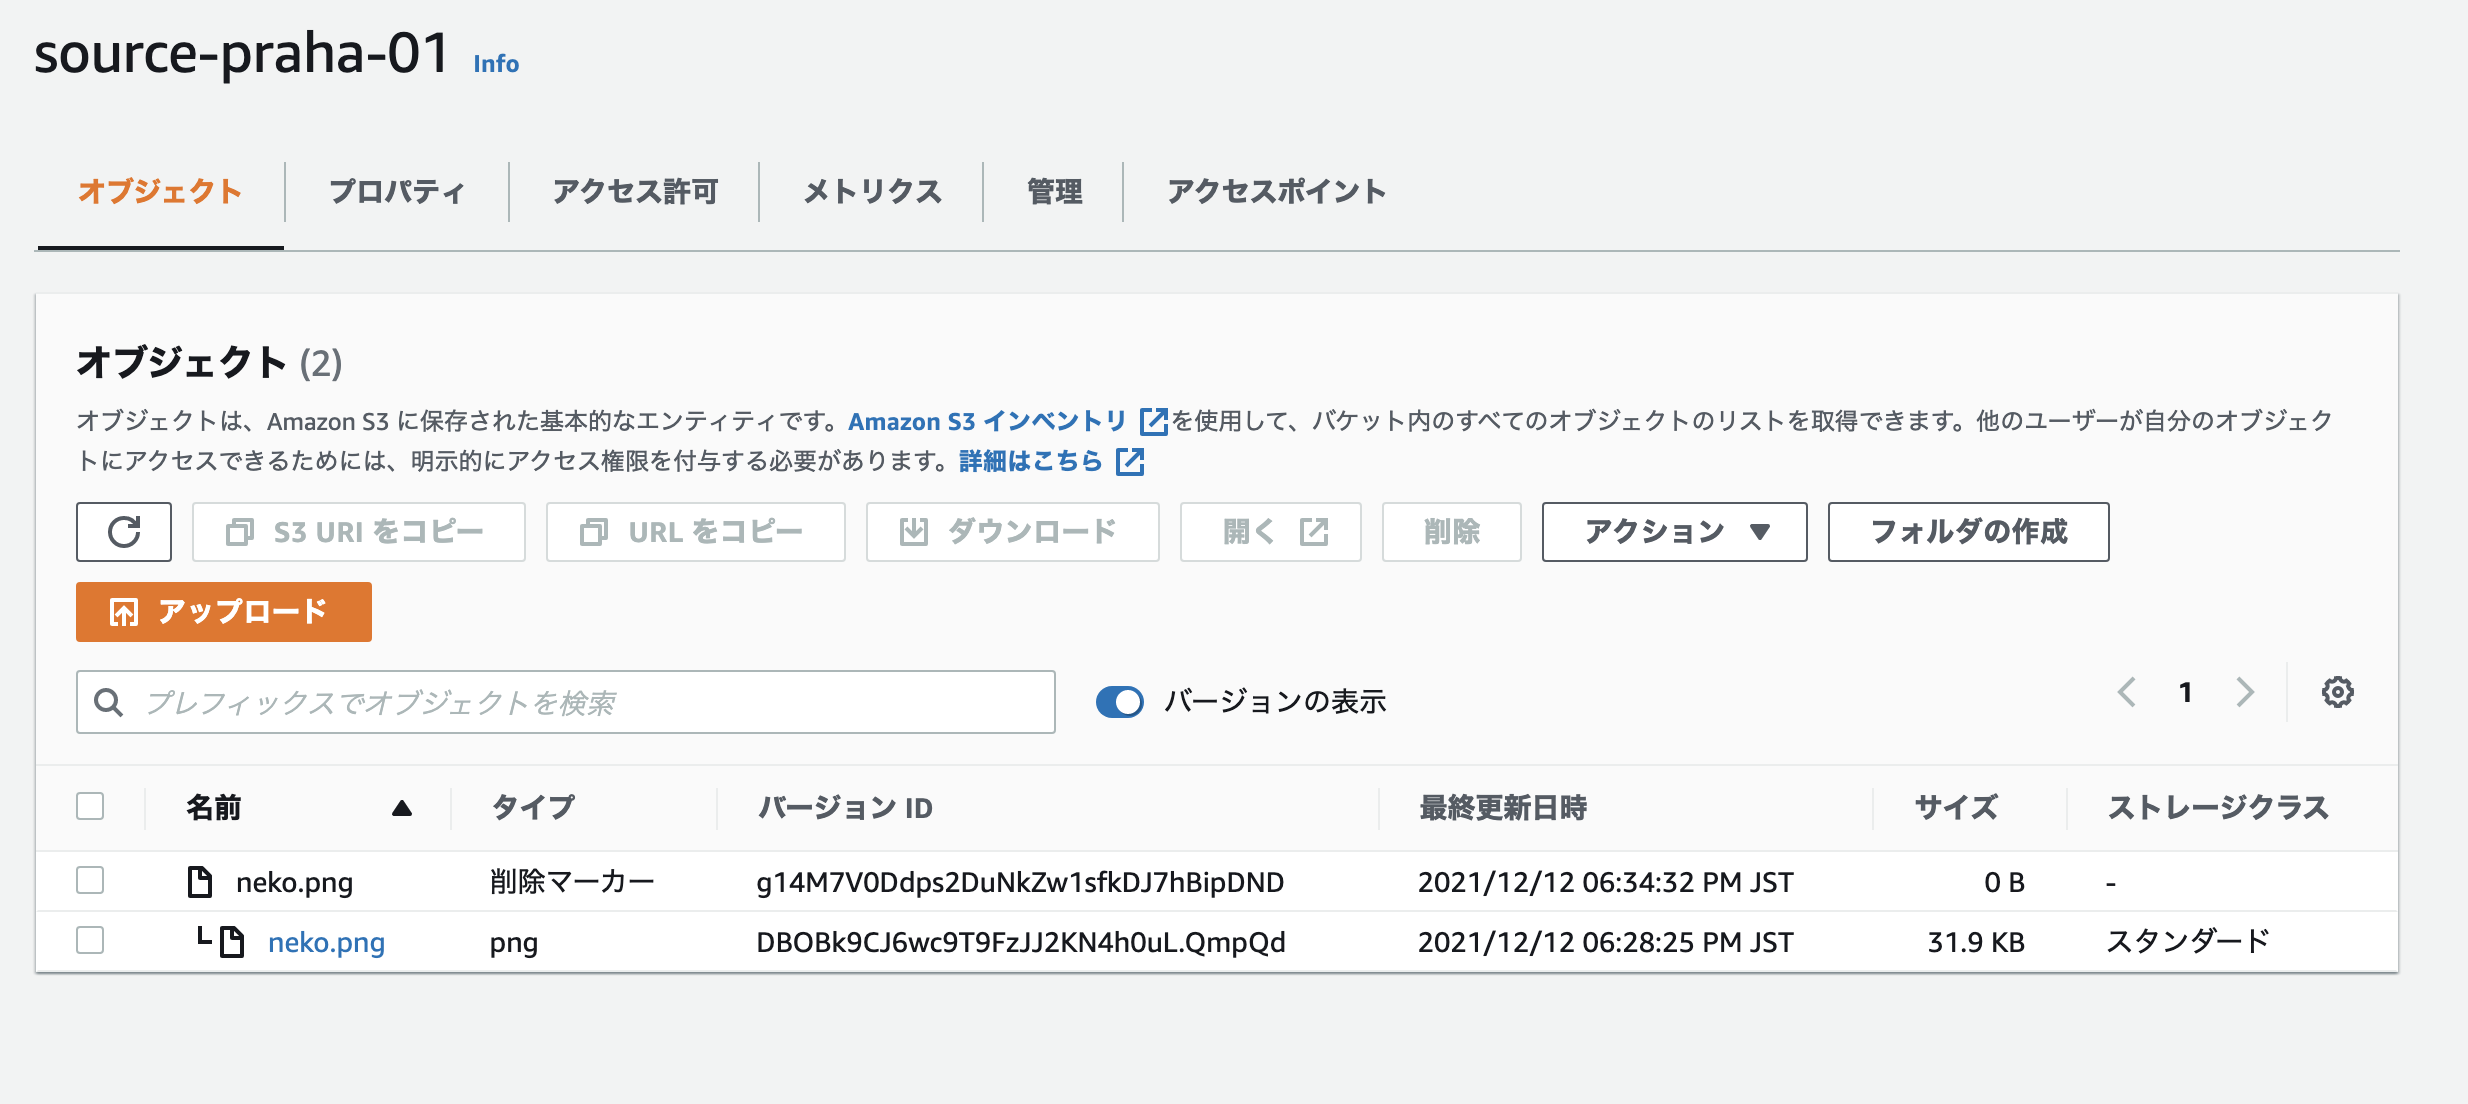 source-praha-01 Info
オブジェクト プロパティ アクセス許可 メトリクス 管理 アクセスポイント
オブジェクト (2)
オブジェクトは、Amazon S3 に保存された基本的なエンティティです。Amazon S3 インベントリ を使用して、バケット内のすべてのオブジェクトのリストを取得できます。他のユーザーが自分のオブジェク
トにアクセスできるためには、明示的にアクセス権限を付与する必要があります。詳細はこちら
S3 URI をコピー URL をコピー ダウンロード 開く 削除 アクション ▼ フォルダの作成
アップロード
プレフィックスでオブジェクトを検索 バージョンの表示 1
名前 ▲ タイプ バージョン ID 最終更新日時 サイズ ストレージクラス
neko.png 削除マーカー g14M7V0Ddps2DuNkZw1sfkDJ7hBipDND 2021/12/12 06:34:32 PM JST 0 B -
neko.png png DBOBk9CJ6wc9T9FzJJ2KN4h0uL.QmpQd 2021/12/12 06:28:25 PM JST 31.9 KB スタンダード